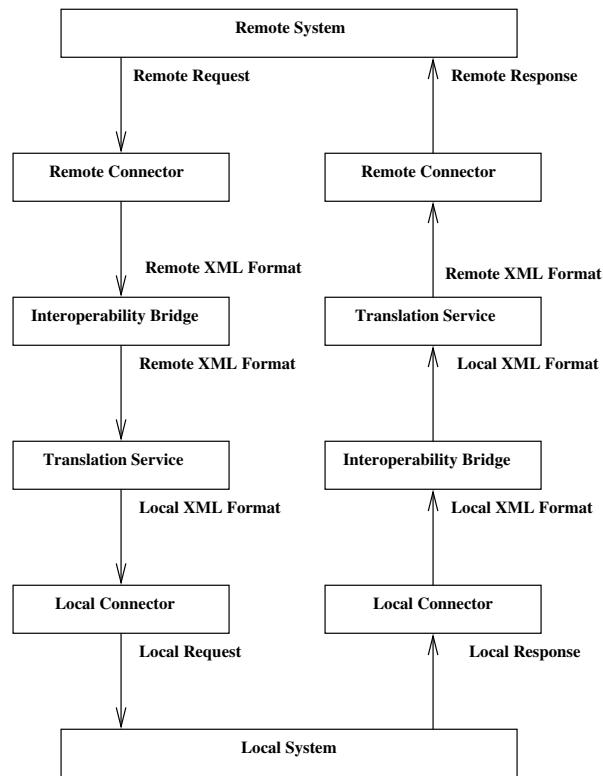 Remote System
Remote Request
Remote Response
Remote Connector
Remote Connector
Remote XML Format
Remote XML Format
Interoperability Bridge
Translation Service
Remote XML Format
Local XML Format
Translation Service
Interoperability Bridge
Local XML Format
Local XML Format
Local Connector
Local Connector
Local Request
Local Response
Local System